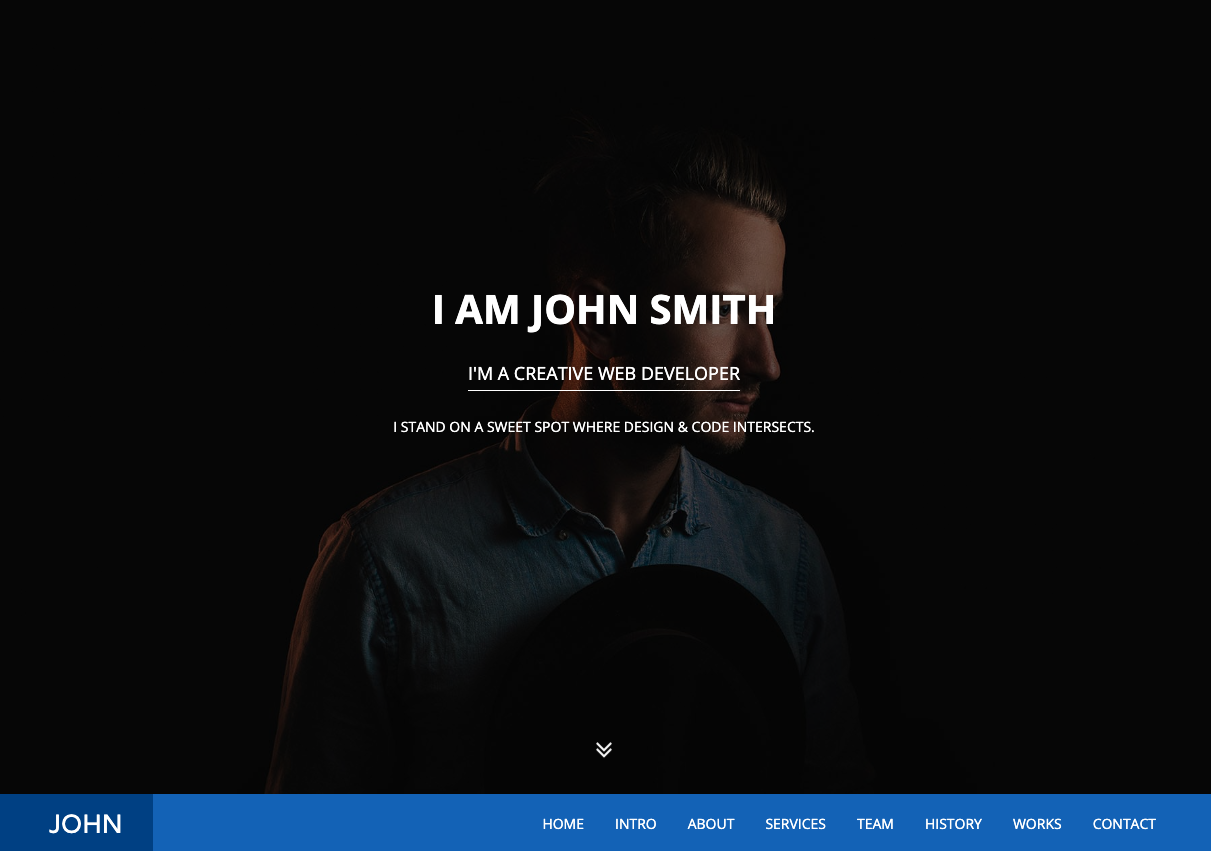 I AM JOHN SMITH
I'M A CREATIVE WEB DEVELOPER
I STAND ON A SWEET SPOT WHERE DESIGN & CODE INTERSECTS.
JOHN
HOME INTRO ABOUT SERVICES TEAM HISTORY WORKS CONTACT